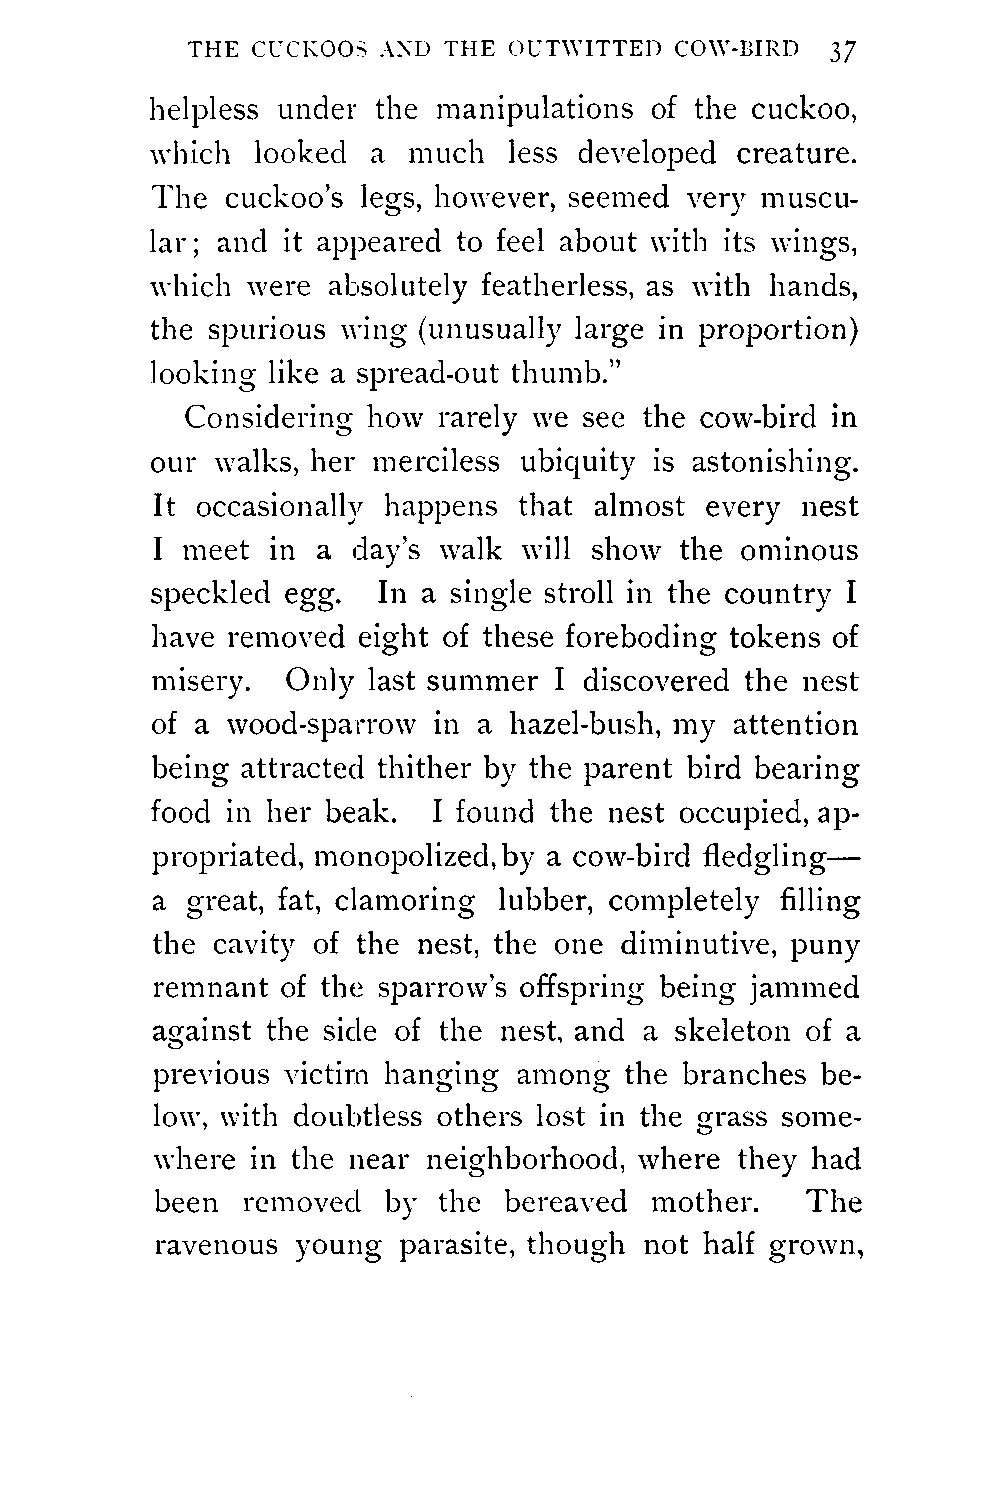 THE CUCKOOS AND THE OUTWITTED COW-BIRD 37
helpless under the manipulations of the cuckoo,
which looked a much less developed creature.
The cuckoo's legs, however, seemed very muscu-
lar; and it appeared to feel about with its wings,
which were absolutely featherless, as with hands,
the spurious wing (unusually large in proportion)
looking like a spread-out thumb."
Considering how rarely we see the cow-bird in
our walks, her merciless ubiquity is astonishing.
It occasionally happens that almost every nest
I meet in a day's walk will show the ominous
speckled egg. In a single stroll in the country I
have removed eight of these foreboding tokens of
misery. Only last summer I discovered the nest
of a wood-sparrow in a hazel-bush, my attention
being attracted thither by the parent bird bearing
food in her beak. I found the nest occupied, ap-
propriated, monopolized, by a cow-bird fledgling—
a great, fat, clamoring lubber, completely filling
the cavity of the nest, the one diminutive, puny
remnant of the sparrow's offspring being jammed
against the side of the nest, and a skeleton of a
previous victim hanging among the branches be-
low, with doubtless others lost in the grass some-
where in the near neighborhood, where they had
been removed by the bereaved mother. The
ravenous young parasite, though not half grown,